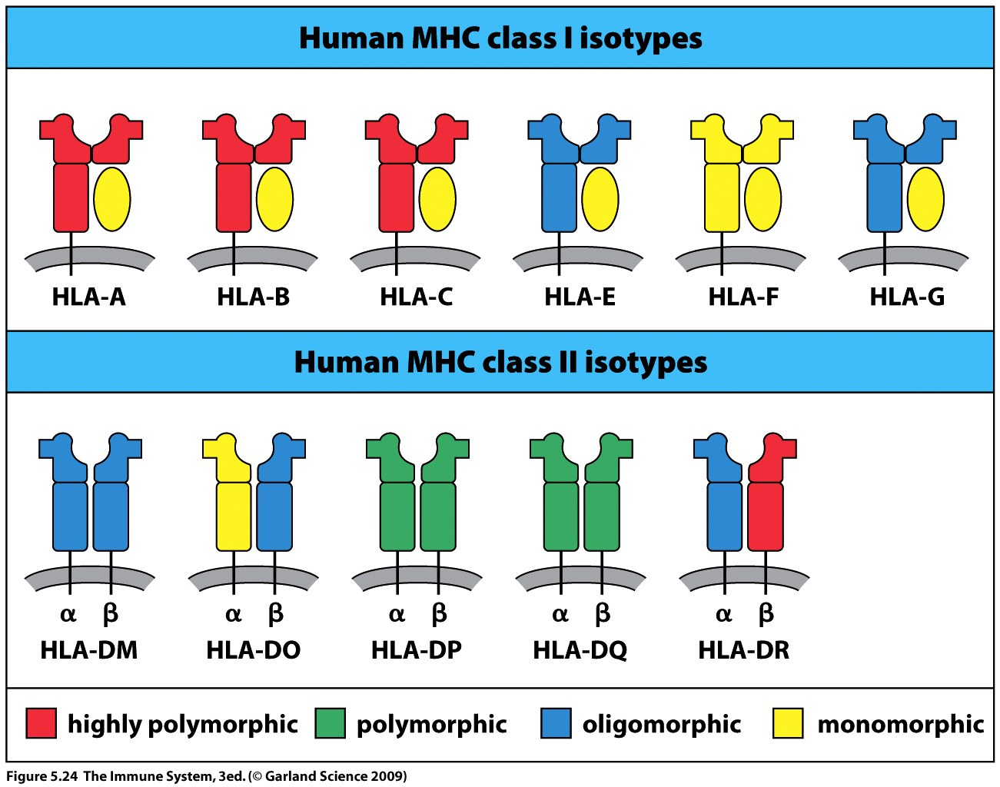 Human MHC class I isotypes
HLA-A HLA-B HLA-C HLA-E HLA-F HLA-G
Human MHC class II isotypes
α β α β α β α β α β
HLA-DM HLA-DO HLA-DP HLA-DQ HLA-DR
highly polymorphic polymorphic oligomorphic monomorphic
Figure 5.24 The Immune System, 3ed. (© Garland Science 2009)